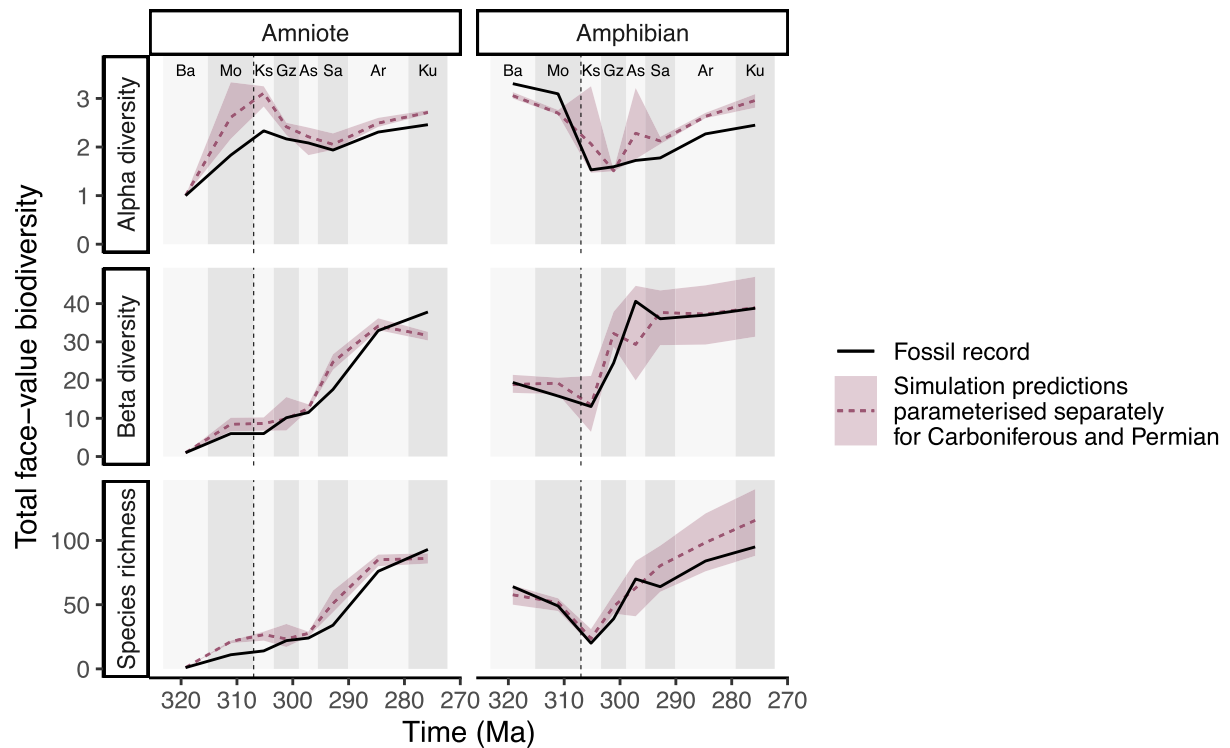 Amniote
Amphibian
Ba Mo Ks Gz As Sa Ar Ku
Ba Mo Ks Gz As Sa Ar Ku
Total face−value biodiversity
Alpha diversity
3
2
1
0
Beta diversity
40
30
20
10
0
Species richness
100
50
0
320 310 300 290 280 270
320 310 300 290 280 270
Time (Ma)
Fossil record
Simulation predictions
parameterised separately
for Carboniferous and Permian